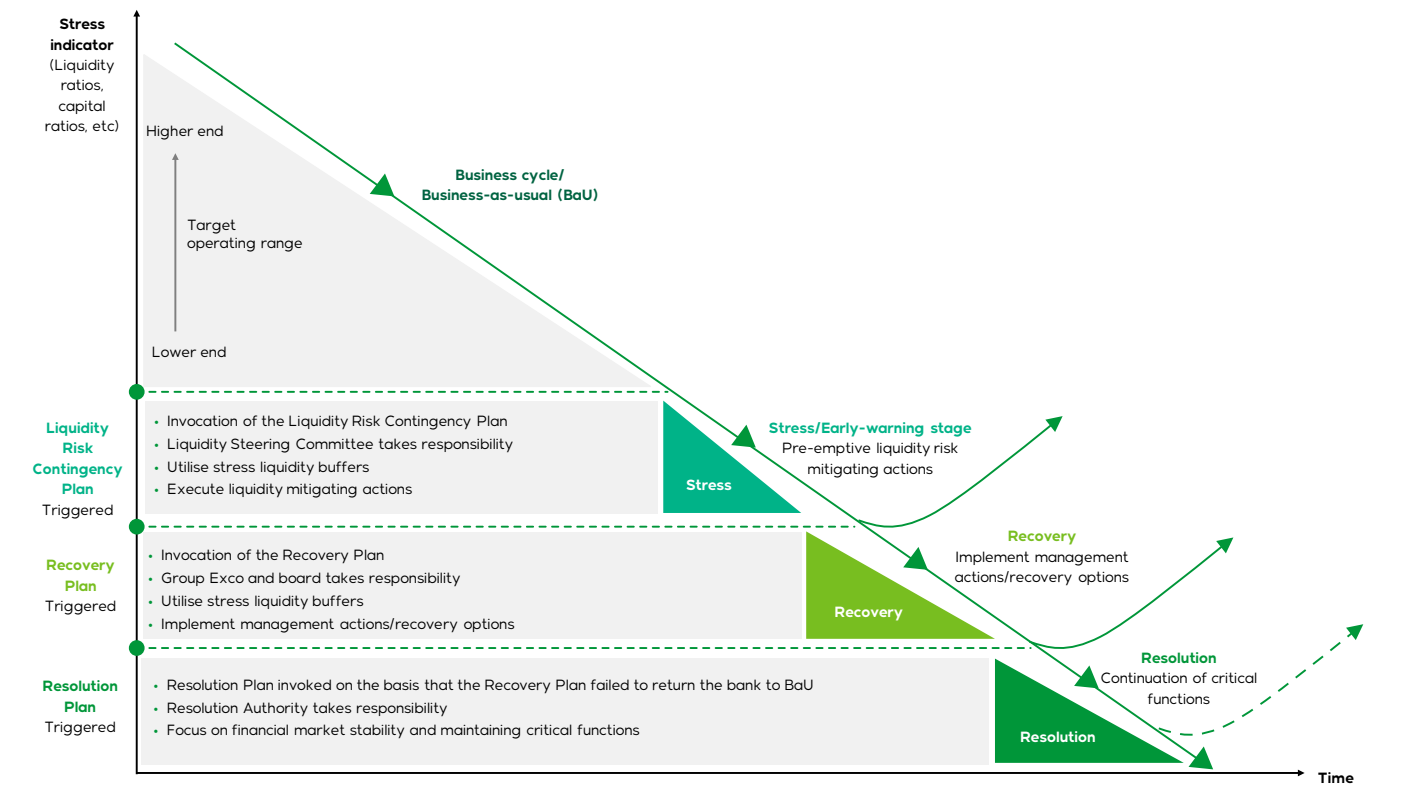 Stress
indicator
(Liquidity
ratios,
capital
ratios, etc)
Higher end
Target
operating range
Lower end
Business cycle/
Business-as-usual (BaU)
Liquidity
Risk
Contingency
Plan
Triggered
• Invocation of the Liquidity Risk Contingency Plan
• Liquidity Steering Committee takes responsibility
• Utilise stress liquidity buffers
• Execute liquidity mitigating actions
Stress
Stress/Early-warning stage
Pre-emptive liquidity risk
mitigating actions
Recovery
Plan
Triggered
• Invocation of the Recovery Plan
• Group Exco and board takes responsibility
• Utilise stress liquidity buffers
• Implement management actions/recovery options
Recovery
Recovery
Implement management
actions/recovery options
Resolution
Plan
Triggered
• Resolution Plan invoked on the basis that the Recovery Plan failed to return the bank to BaU
• Resolution Authority takes responsibility
• Focus on financial market stability and maintaining critical functions
Resolution
Resolution
Continuation of critical
functions
Time